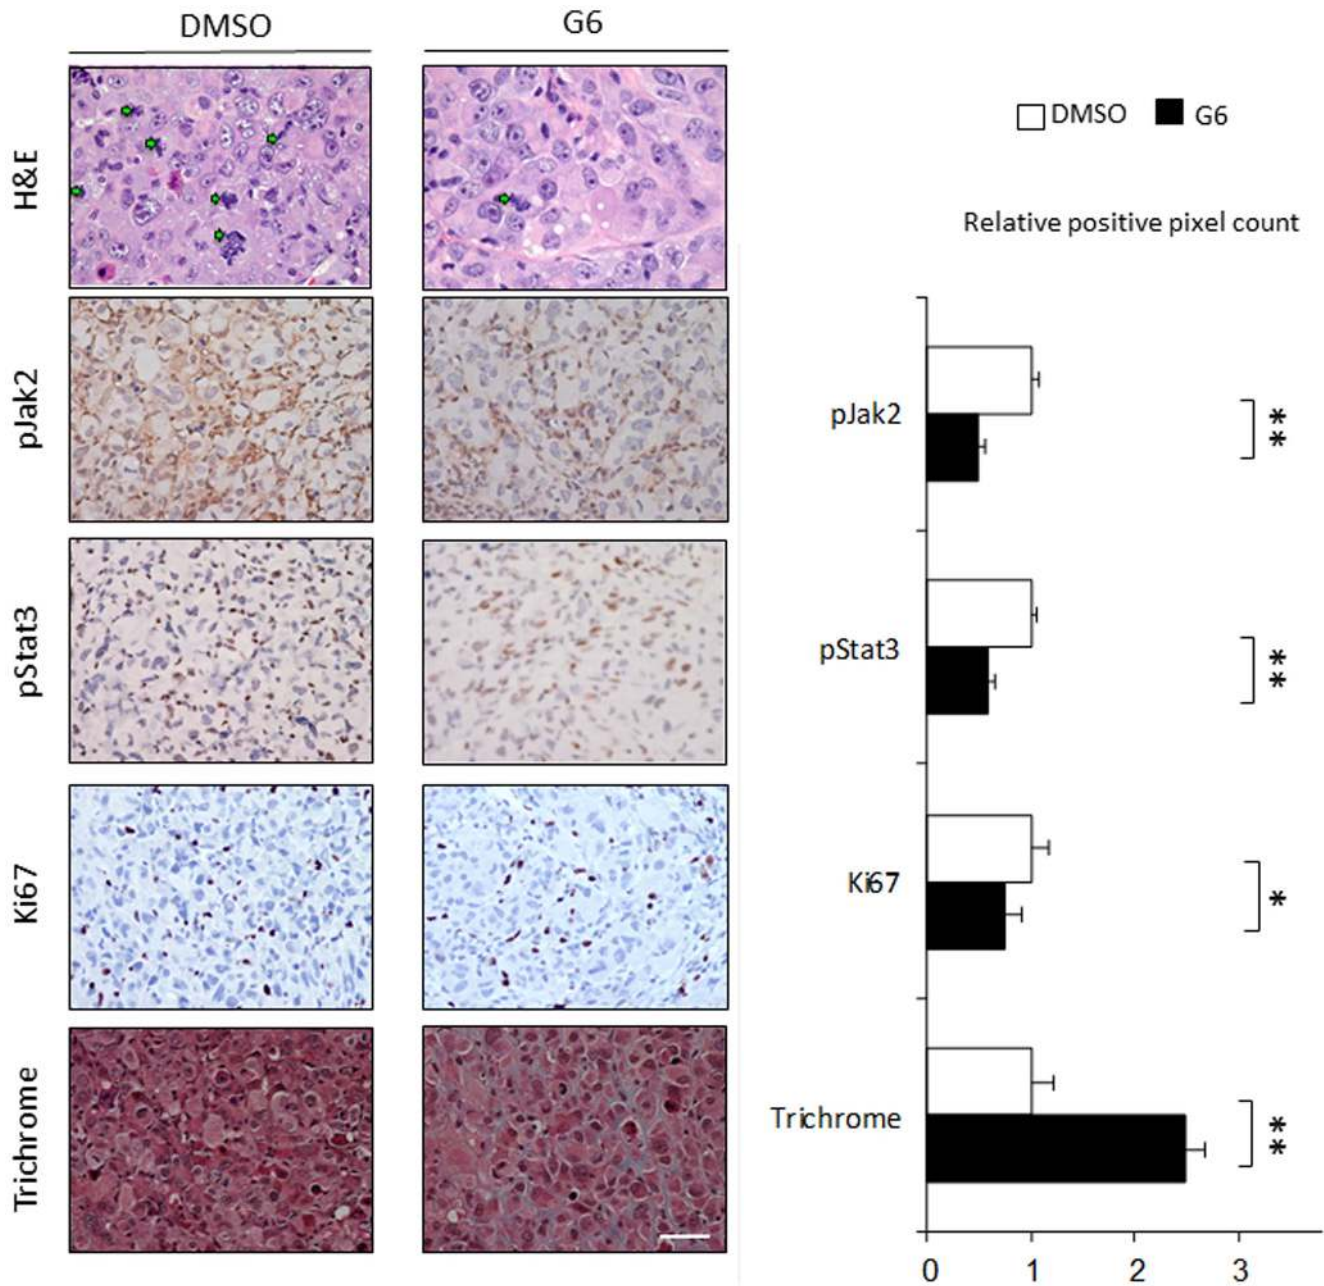 DMSO
G6
H&E
pJak2
pStat3
Ki67
Trichrome
DMSO G6
Relative positive pixel count
pJak2
**
pStat3
**
Ki67
*
Trichrome
**
0 1 2 3